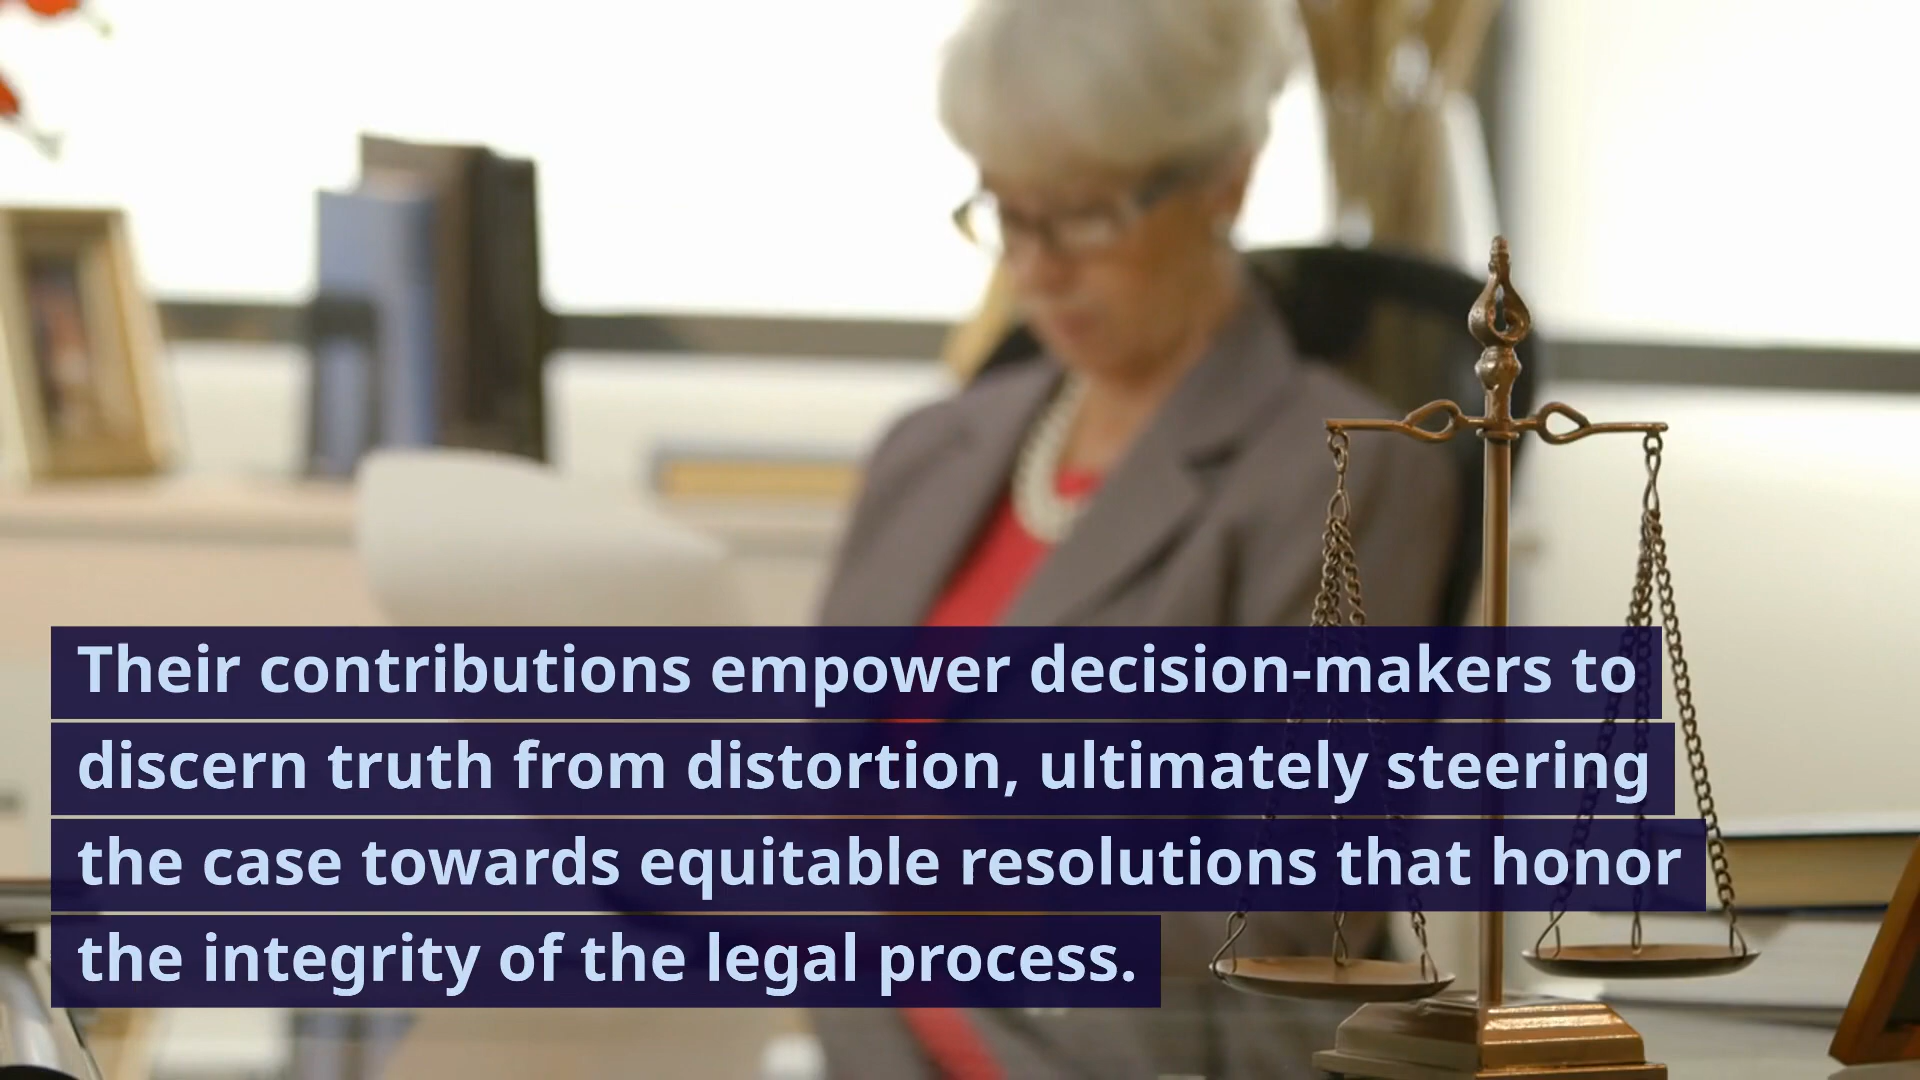 Their contributions empower decision-makers to
discern truth from distortion, ultimately steering
the case towards equitable resolutions that honor
the integrity of the legal process.